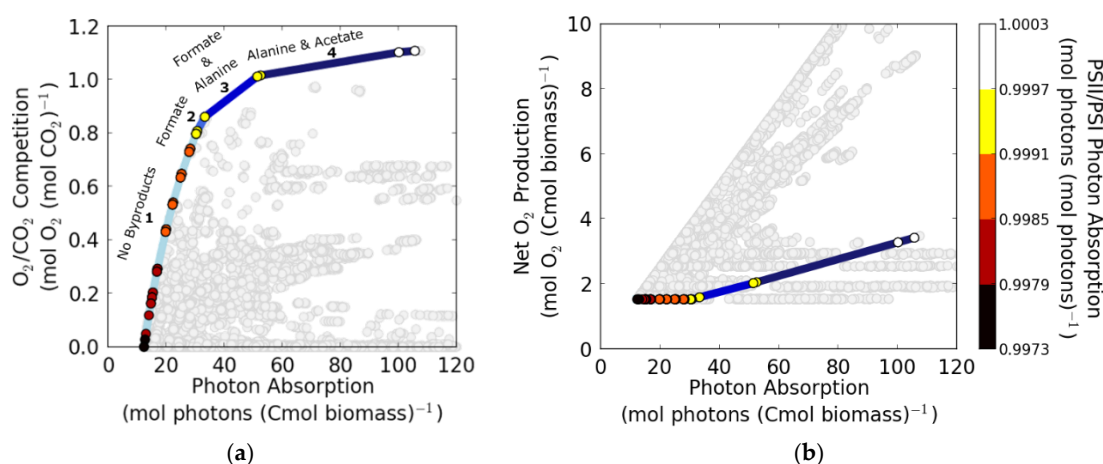 1.2
1.0
0.8
0.6
0.4
0.2
0.0
O₂/CO₂ Competition
(mol O₂ (mol CO₂)⁻¹)
No Byproducts
1
Formate
2
Formate
&
Alanine
3
Alanine & Acetate
4
0 20 40 60 80 100 120
Photon Absorption
(mol photons (Cmol biomass)⁻¹
(a)
10
8
6
4
2
0
Net O₂ Production
(mol O₂ (Cmol biomass)⁻¹
0 20 40 60 80 100 120
Photon Absorption
(mol photons (Cmol biomass)⁻¹
(b)
1.0003
0.9997
0.9991
0.9985
0.9979
0.9973
PSII/PSI Photon Absorption
(mol photons (mol photons)⁻¹)